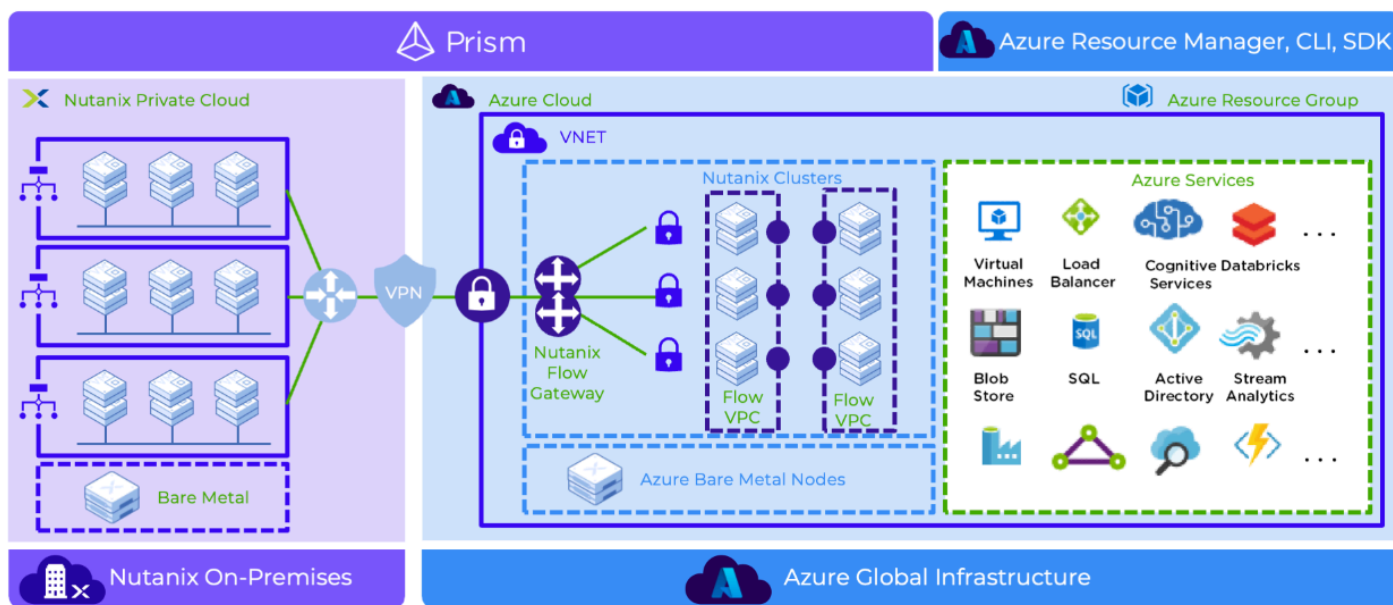 Prism
Azure Resource Manager, CLI, SDK
Nutanix Private Cloud
Azure Cloud
Azure Resource Group
VNET
Nutanix Clusters
Azure Services
VPN
Nutanix
Flow
Gateway
Flow
VPC
Flow
VPC
Virtual
Machines
Load
Balancer
Cognitive
Services
Databricks
...
Blob
Store
SQL
SQL
Active
Directory
Stream
Analytics
...
...
Bare Metal
Azure Bare Metal Nodes
Nutanix On-Premises
Azure Global Infrastructure